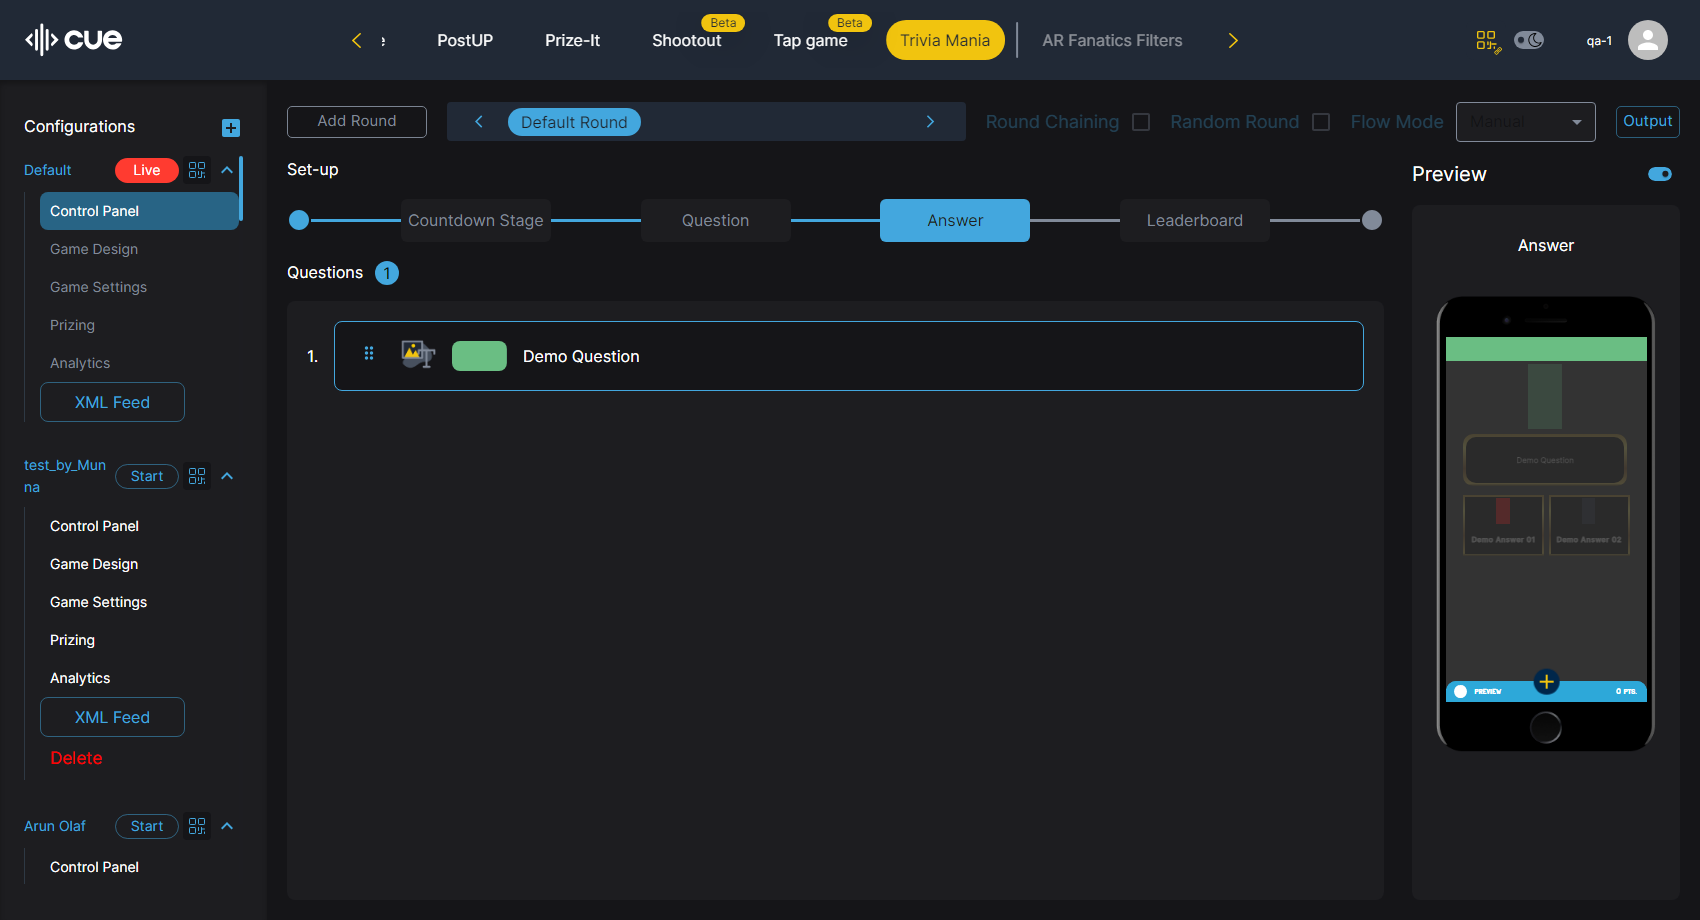 cue
e
PostUP
Prize-It
Beta
Shootout
Beta
Tap game
Trivia Mania
AR Fanatics Filters
qa-1
Configurations
Default
Live
Control Panel
Game Design
Game Settings
Prizing
Analytics
XML Feed
test_by_Mun
na
Start
Control Panel
Game Design
Game Settings
Prizing
Analytics
XML Feed
Delete
Arun Olaf
Start
Control Panel
Add Round
Default Round
Round Chaining
Random Round
Flow Mode
Manual
Output
Set-up
Countdown Stage
Question
Answer
Leaderboard
Questions 1
1.
Demo Question
Preview
Answer
Demo Question
Demo Answer 01
Demo Answer 02
PREVIEW
0 PTS.